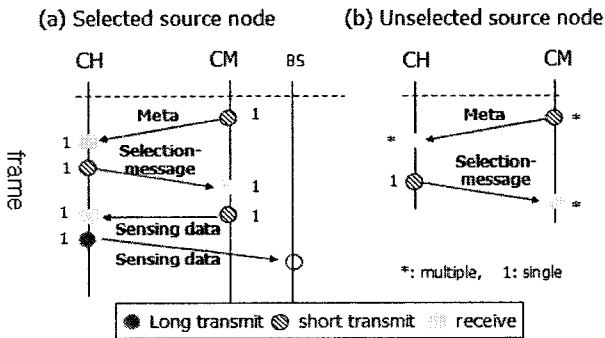 (a) Selected source node
(b) Unselected source node
CH
CM
BS
CH
CM
Meta
1
1
1
Selection-
message
1
1
1
Sensing data
1
Sensing data
frame
Meta
*
*
Selection-
message
1
*
*: multiple, 1: single
Long transmit
short transmit
receive